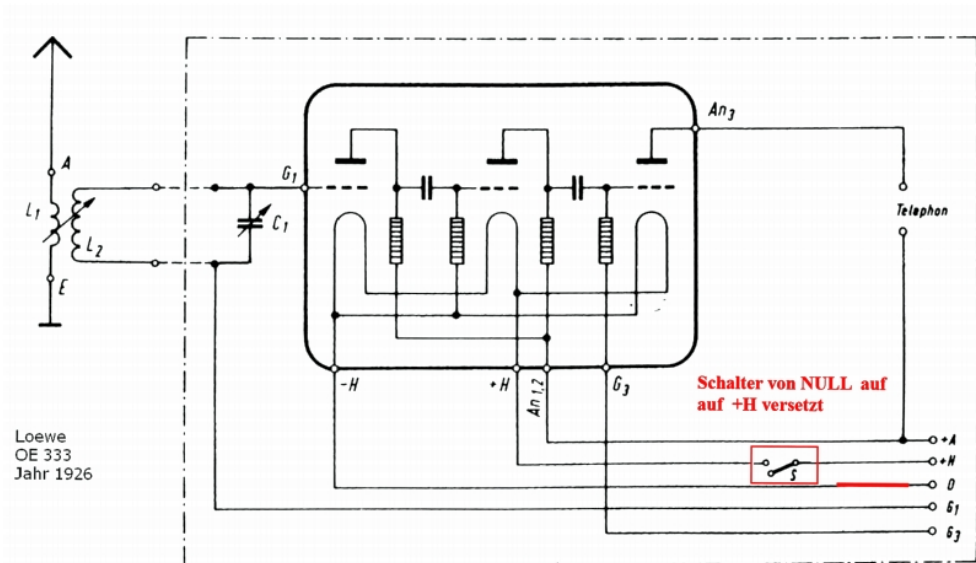 An3
A
G1
L1
C1
Telephon
L2
E
-H
+H
An1,2
G3
Schalter von NULL auf
auf +H versetzt
Loewe
OE 333
Jahr 1926
+A
+H
S
0
G1
G3